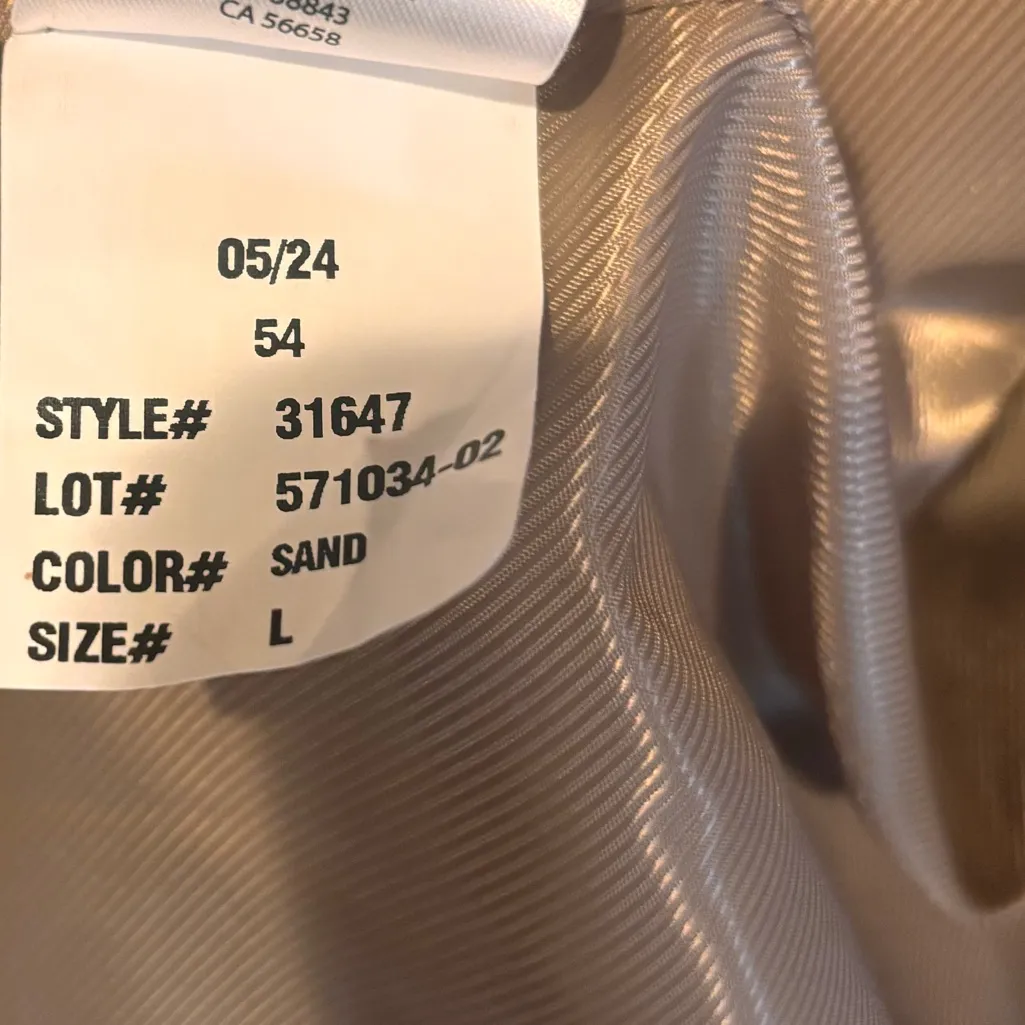 CA 56658
05/24
54
STYLE# 31647
LOT# 571034-02
COLOR# SAND
SIZE# L